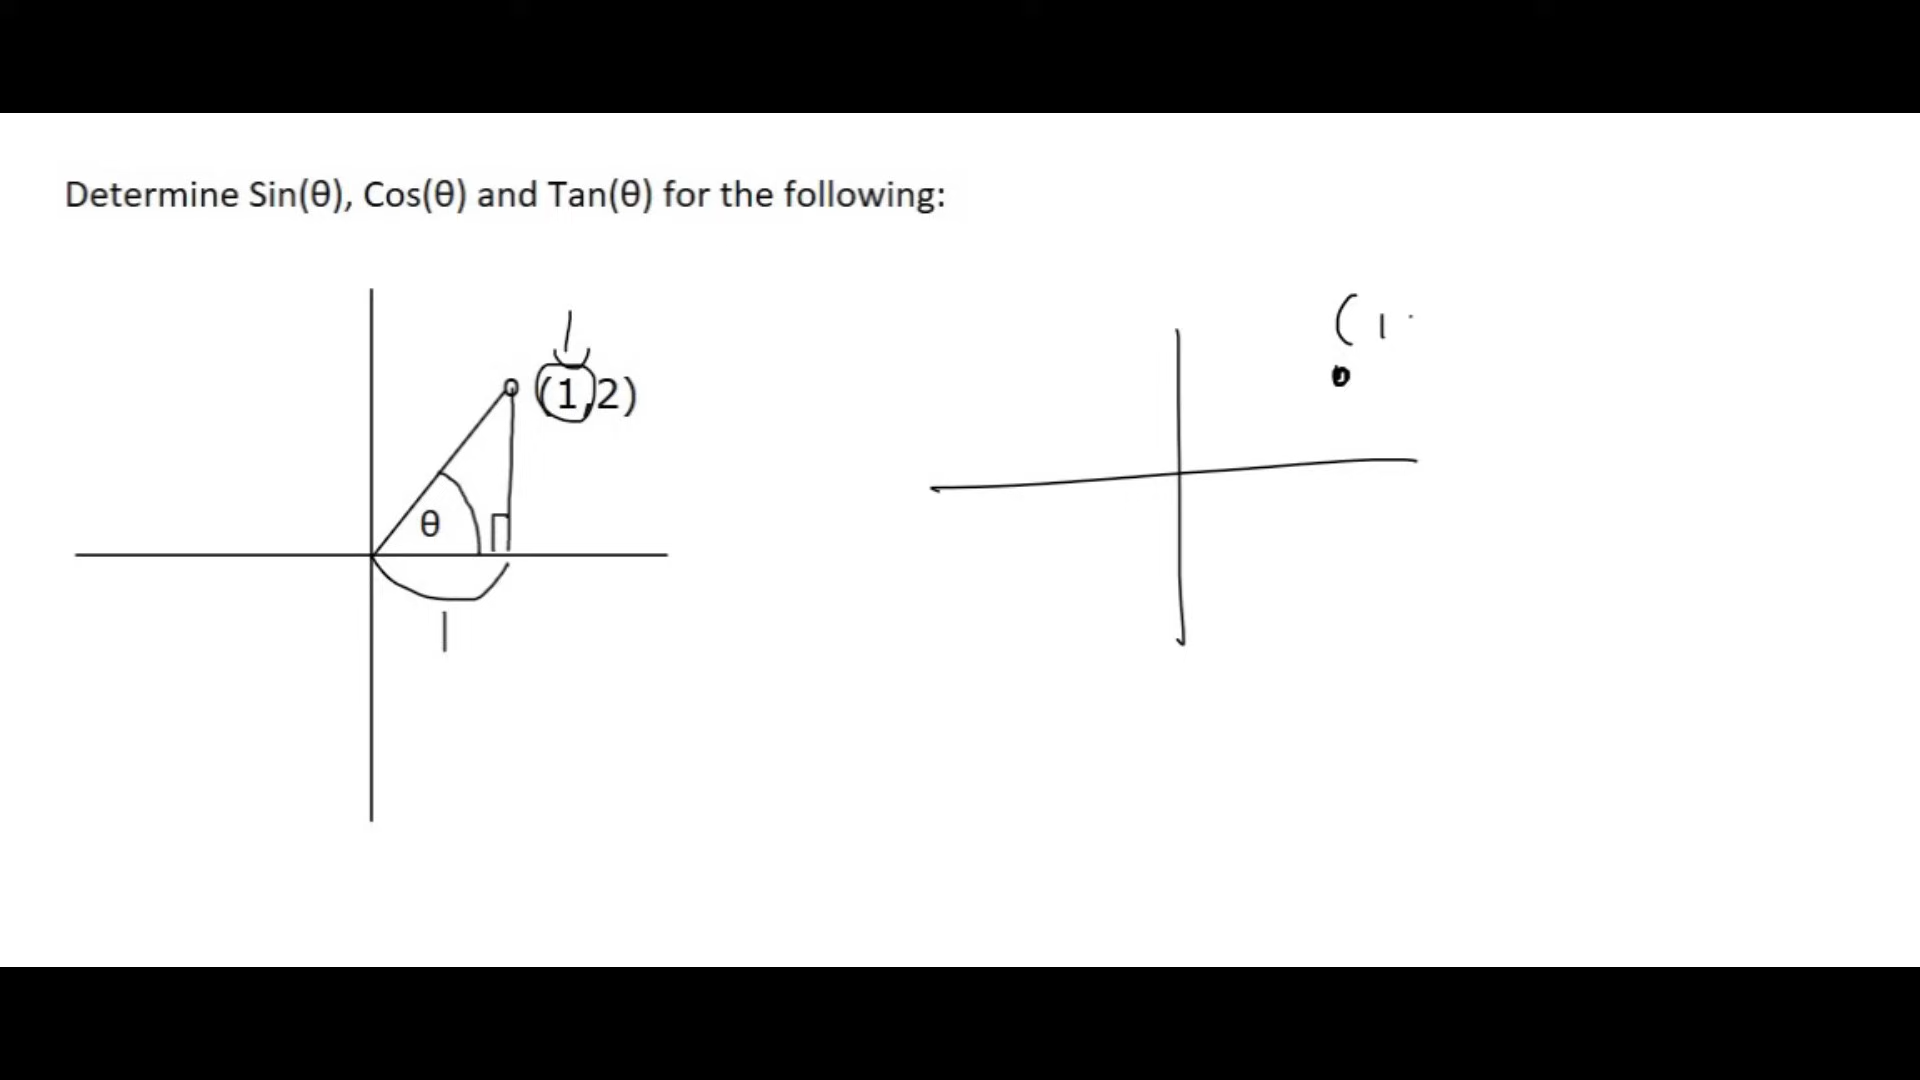 Determine Sin(θ), Cos(θ) and Tan(θ) for the following:
(1,2)
θ
1
(1